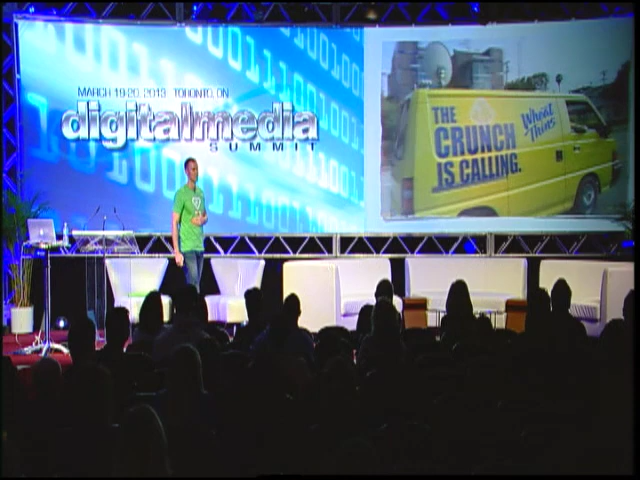 MARCH 19-20, 2013 TORONTO, ON
digitalmedia
SUMMIT
THE
CRUNCH
IS CALLING.
Wheat
Thins